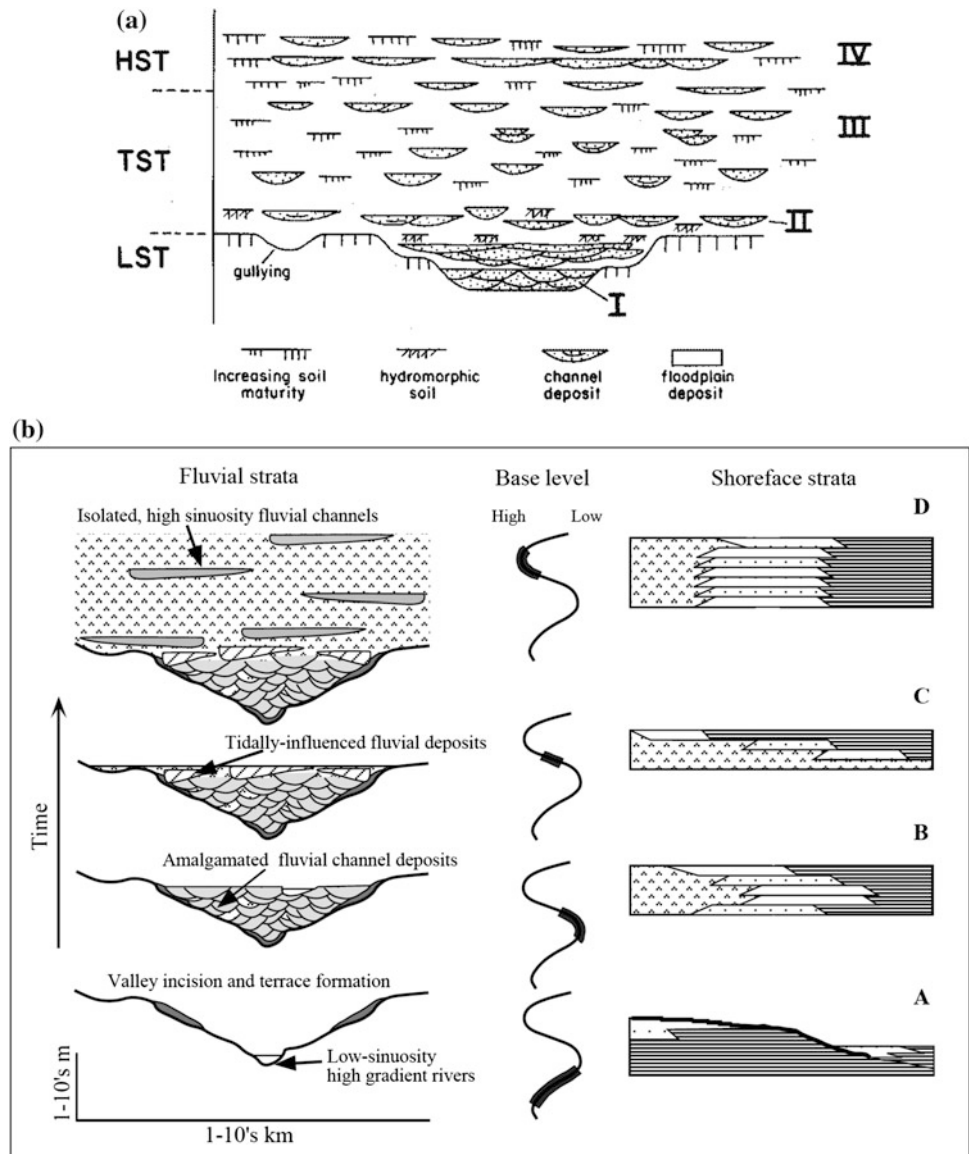 (a)
HST
TST
LST
IV
III
II
I
gullying
Increasing soil
maturity
hydromorphic
soil
channel
deposit
floodplain
deposit
(b)
Fluvial strata
Base level
Shoreface strata
Isolated, high sinuosity fluvial channels
High
Low
D
Tidally-influenced fluvial deposits
C
Amalgamated fluvial channel deposits
B
Valley incision and terrace formation
A
Low-sinuosity
high gradient rivers
Time
1-10's m
1-10's km